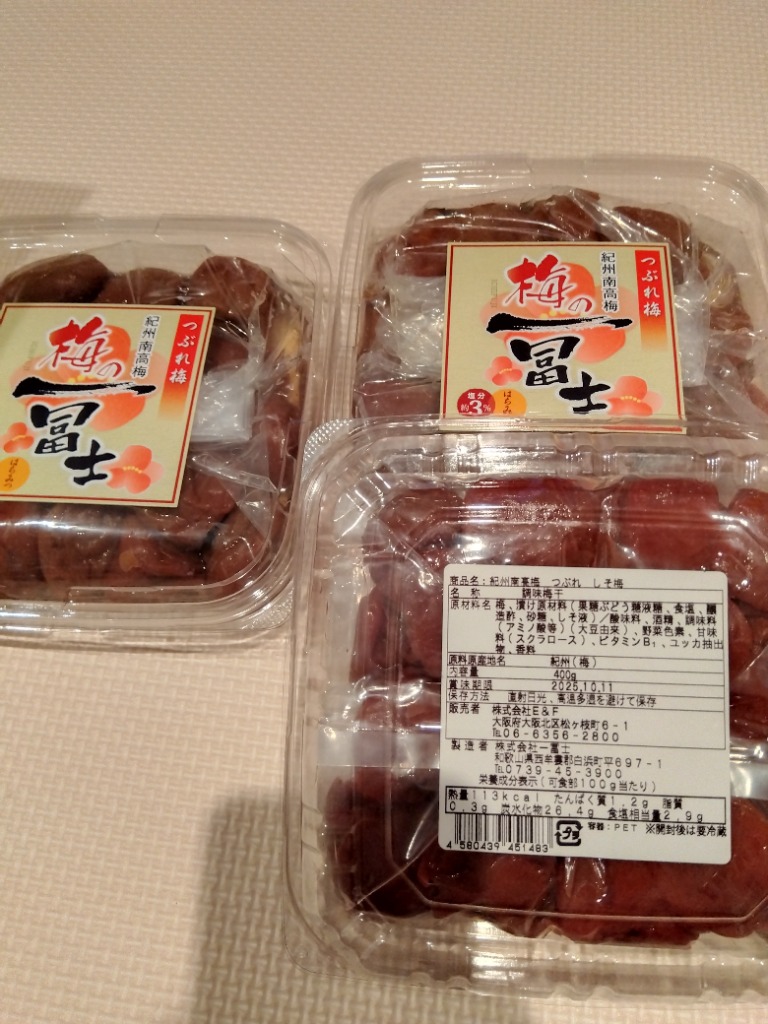 つぶれ梅
紀州南高梅
梅の
一冨士
はちみつ
つぶれ梅
紀州南高梅
梅の
一冨士
塩分
約3%
はちみつ
商品名:紀州南高梅 つぶれ しそ梅
名 称 調味梅干
原材料名 梅、漬け原材料(果糖ぶどう糖液糖、食塩、醸
造酢、砂糖、しそ液)/酸味料、酒精、調味料
(アミノ酸等)(大豆由来)、野菜色素、甘味
料(スクラロース)、ビタミンB₁、ユッカ抽出
物、香料
原料原産地名 紀州(梅)
内容量 400g
賞味期限 2025.10.11
保存方法 直射日光、高温多湿を避けて保存
販売者 株式会社E&F
大阪府大阪北区松ヶ枝町6-1
℡06-6356-2800
製造者 株式会社一冨士
和歌山県西牟婁郡白浜町平697-1
℡0739-45-3900
栄養成分表示(可食部100g当たり)
熱量113kcal たんぱく質1.2g 脂質
0.3g 炭水化物26.4g 食塩相当量2.9g
4 580439 451483
プラ
容器:PET ※開封後は要冷蔵